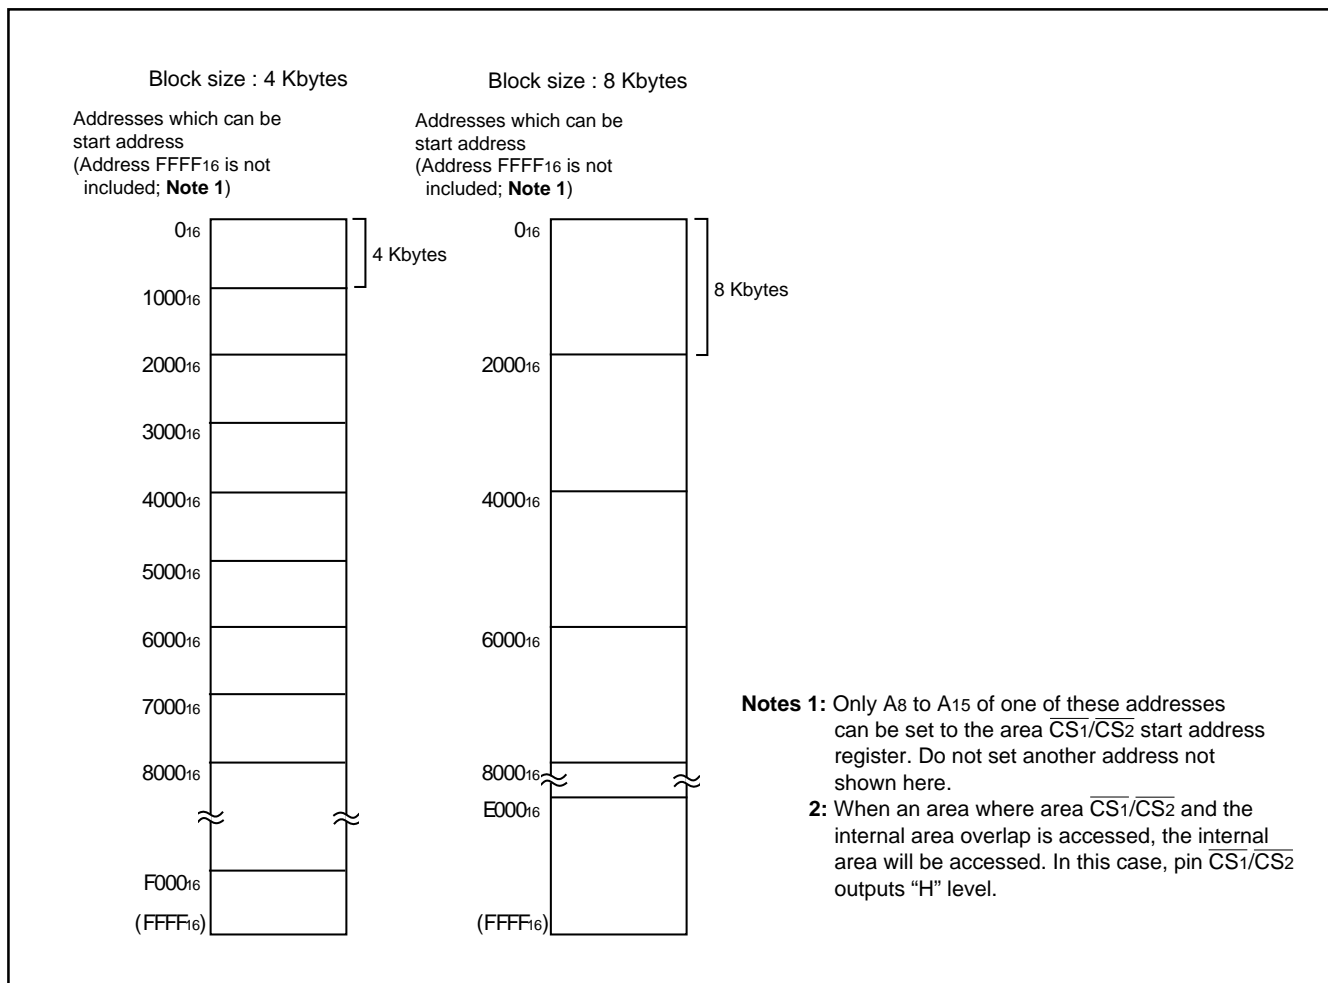 Block size : 4 Kbytes
Addresses which can be
start address
(Address FFFF16 is not
included; Note 1)
016
4 Kbytes
100016
200016
300016
400016
500016
600016
700016
800016
F00016
(FFFF16)
Block size : 8 Kbytes
Addresses which can be
start address
(Address FFFF16 is not
included; Note 1)
016
8 Kbytes
200016
400016
600016
800016
E00016
(FFFF16)
Notes 1: Only A8 to A15 of one of these addresses
can be set to the area CS1/CS2 start address
register. Do not set another address not
shown here.
2: When an area where area CS1/CS2 and the
internal area overlap is accessed, the internal
area will be accessed. In this case, pin CS1/CS2
outputs “H” level.